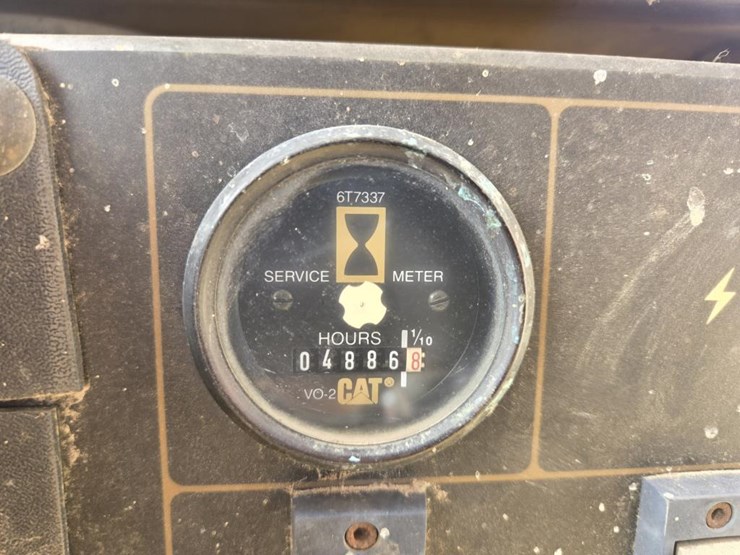 6T7337
SERVICE METER
HOURS 1/10
048868
VO-2 CAT®